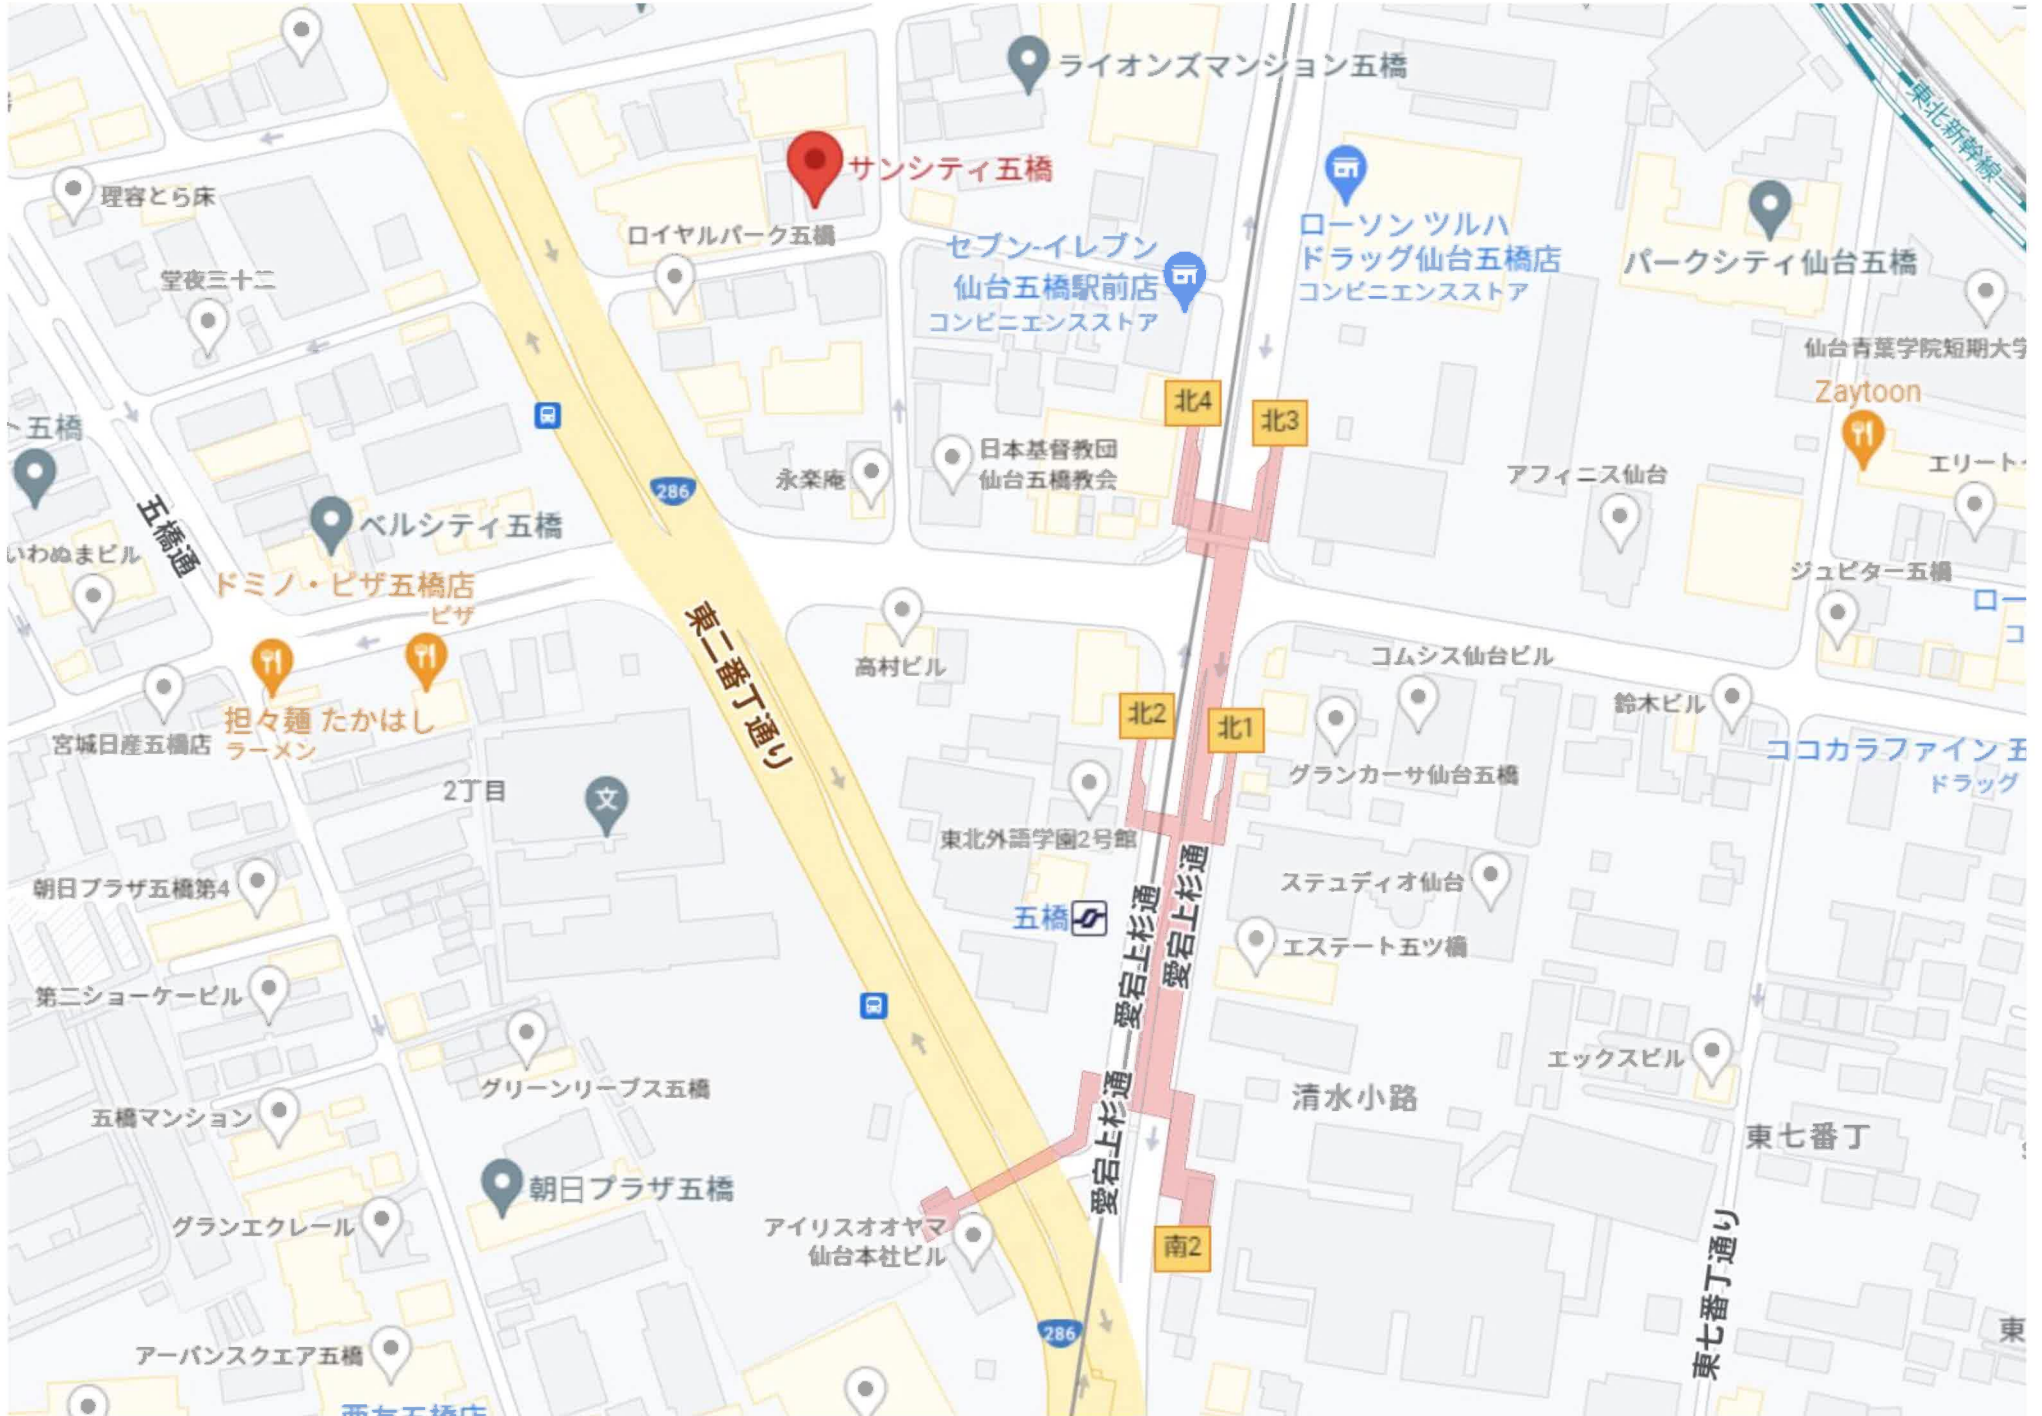 ライオンズマンション五橋
東北新幹線
サンシティ五橋
理容とら床
ロイヤルパーク五橋
セブン-イレブン
仙台五橋駅前店
コンビニエンスストア
ローソン ツルハ
ドラッグ仙台五橋店
コンビニエンスストア
パークシティ仙台五橋
堂夜三十二
仙台青葉学院短期大学
Zaytoon
北4
北3
ト五橋
日本基督教団
仙台五橋教会
永楽庵
アフィニス仙台
エリート
286
五橋通
ベルシティ五橋
いわぬまビル
ドミノ・ピザ五橋店
ピザ
ジュピター五橋
ロー
コ
東二番丁通り
高村ビル
コムシス仙台ビル
鈴木ビル
北2
北1
担々麺 たかはし
ラーメン
宮城日産五橋店
グランカーサ仙台五橋
ココカラファイン 五
ドラッグ
2丁目
文
東北外語学園2号館
愛宕上杉通
愛宕上杉通
ステュディオ仙台
朝日プラザ五橋第4
五橋
エステート五ツ橋
第二ショーケービル
エックスビル
グリーンリーブス五橋
清水小路
五橋マンション
愛宕上杉通
東七番丁
朝日プラザ五橋
グランエクレール
アイリスオオヤマ
仙台本社ビル
南2
東七番丁通り
286
東
アーバンスクエア五橋
西友五橋店